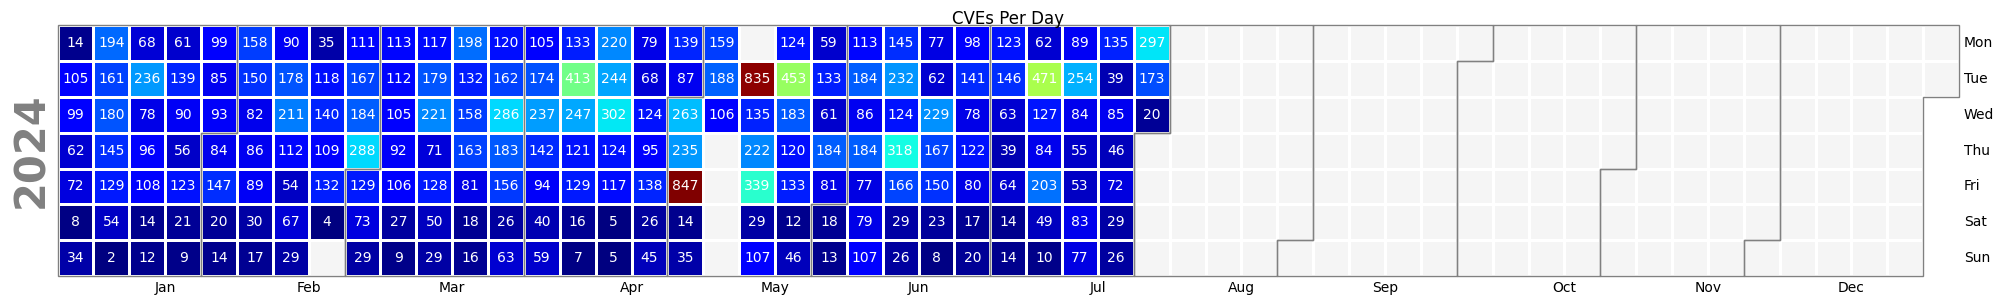 CVEs Per Day
14 194 68 61 99 158 90 35 111 113 117 198 120 105 133 220 79 139 159 124 59 113 145 77 98 123 62 89 135 297 Mon
105 161 236 139 85 150 178 118 167 112 179 132 162 174 413 244 68 87 188 835 453 133 184 232 62 141 146 471 254 39 173 Tue
99 180 78 90 93 82 211 140 184 105 221 158 286 237 247 302 124 263 106 135 183 61 86 124 229 78 63 127 84 85 20 Wed
62 145 96 56 84 86 112 109 288 92 71 163 183 142 121 124 95 235 222 120 184 184 318 167 122 39 84 55 46 Thu
72 129 108 123 147 89 54 132 129 106 128 81 156 94 129 117 138 847 339 133 81 77 166 150 80 64 203 53 72 Fri
8 54 14 21 20 30 67 4 73 27 50 18 26 40 16 5 26 14 29 12 18 79 29 23 17 14 49 83 29 Sat
34 2 12 9 14 17 29 29 9 29 16 63 59 7 5 45 35 107 46 13 107 26 8 20 14 10 77 26 Sun
2024
Jan Feb Mar Apr May Jun Jul Aug Sep Oct Nov Dec